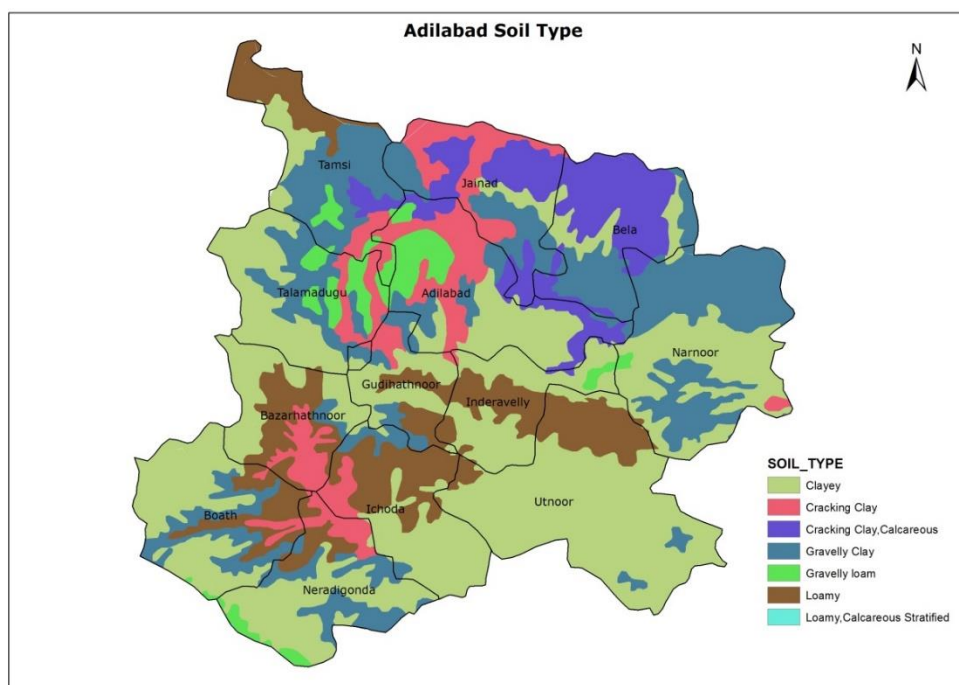 Adilabad Soil Type
N
Tamsi
Jainad
Bela
Talamadugu
Adilabad
Narnoor
Gudihathnoor
Inderavelly
Bazarhathnoor
Utnoor
Ichoda
Boath
Neradigonda
SOIL_TYPE
Clayey
Cracking Clay
Cracking Clay,Calcareous
Gravelly Clay
Gravelly loam
Loamy
Loamy,Calcareous Stratified